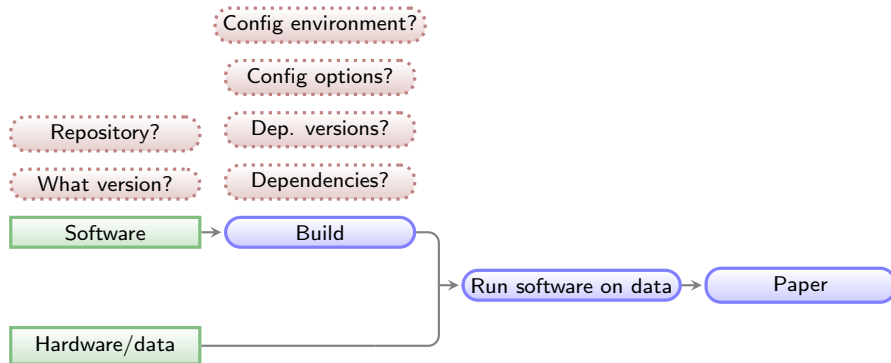 Config environment?
Config options?
Repository?
Dep. versions?
What version?
Dependencies?
Software
Build
Run software on data
Paper
Hardware/data